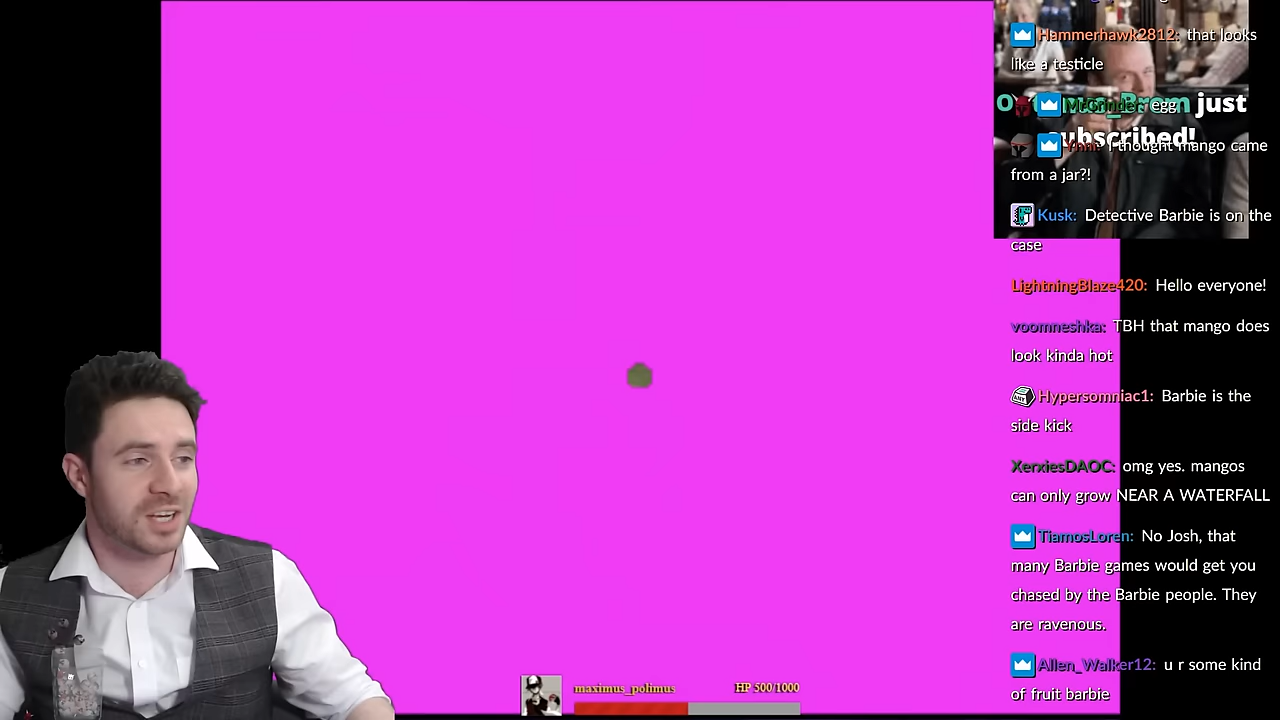 Hammerhawk2812: that looks
like a testicle
just
MrGrinder: egg
subscribed!
Ynni: I thought mango came
from a jar?!
Kusk: Detective Barbie is on the
case
LightningBlaze420: Hello everyone!
voomneshka: TBH that mango does
look kinda hot
Hypersomniac1: Barbie is the
side kick
XerxiesDAOC: omg yes. mangos
can only grow NEAR A WATERFALL
TiamosLoren: No Josh, that
many Barbie games would get you
chased by the Barbie people. They
are ravenous.
Allen_Walker12: u r some kind
of fruit barbie
maximus_polimus HP 500/1000